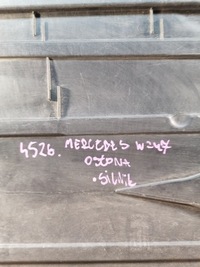 4526. MERCEDES W247
OSŁONA
• SILNIK